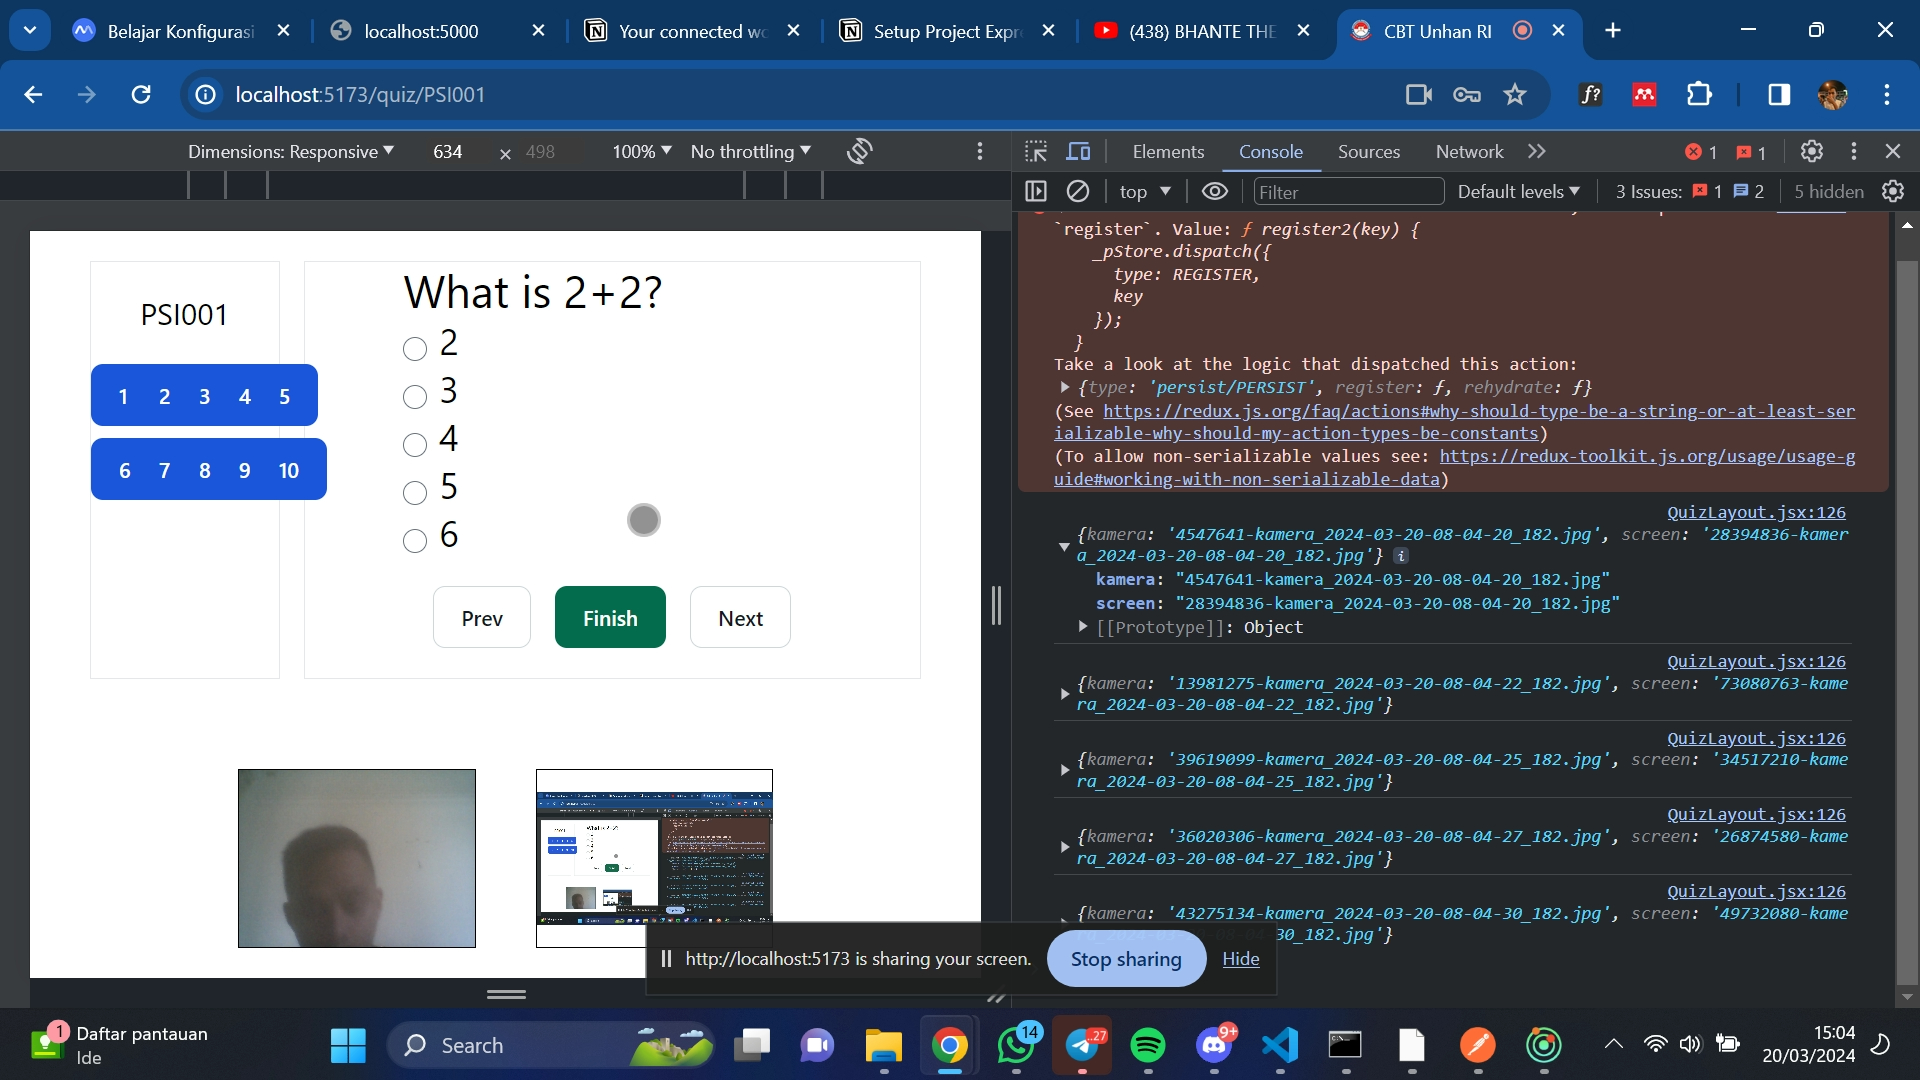 Belajar Konfigurasi
localhost:5000
Your connected wo
Setup Project Expre
(438) BHANTE THE
CBT Unhan RI
localhost:5173/quiz/PSI001
f?
Dimensions: Responsive
634
x
498
100%
No throttling
Elements
Console
Sources
Network
1
1
top
Filter
Default levels
3 Issues:
1
2
5 hidden
PSI001
1 2 3 4 5
6 7 8 9 10
What is 2+2?
2
3
4
5
6
Prev
Finish
Next
`register`. Value: ƒ register2(key) {
_pStore.dispatch({
type: REGISTER,
key
});
}
Take a look at the logic that dispatched this action:
{type: 'persist/PERSIST', register: ƒ, rehydrate: ƒ}
(See https://redux.js.org/faq/actions#why-should-type-be-a-string-or-at-least-ser
ializable-why-should-my-action-types-be-constants)
(To allow non-serializable values see: https://redux-toolkit.js.org/usage/usage-g
uide#working-with-non-serializable-data)
QuizLayout.jsx:126
{kamera: '4547641-kamera_2024-03-20-08-04-20_182.jpg', screen: '28394836-kamer
a_2024-03-20-08-04-20_182.jpg'} i
kamera: "4547641-kamera_2024-03-20-08-04-20_182.jpg"
screen: "28394836-kamera_2024-03-20-08-04-20_182.jpg"
[[Prototype]]: Object
QuizLayout.jsx:126
{kamera: '13981275-kamera_2024-03-20-08-04-22_182.jpg', screen: '73080763-kame
ra_2024-03-20-08-04-22_182.jpg'}
QuizLayout.jsx:126
{kamera: '39619099-kamera_2024-03-20-08-04-25_182.jpg', screen: '34517210-kame
ra_2024-03-20-08-04-25_182.jpg'}
QuizLayout.jsx:126
{kamera: '36020306-kamera_2024-03-20-08-04-27_182.jpg', screen: '26874580-kame
ra_2024-03-20-08-04-27_182.jpg'}
QuizLayout.jsx:126
{kamera: '43275134-kamera_2024-03-20-08-04-30_182.jpg', screen: '49732080-kame
30_182.jpg'}
http://localhost:5173 is sharing your screen.
Stop sharing
Hide
1
Daftar pantauan
Ide
Search
14
..27
9+
15:04
20/03/2024